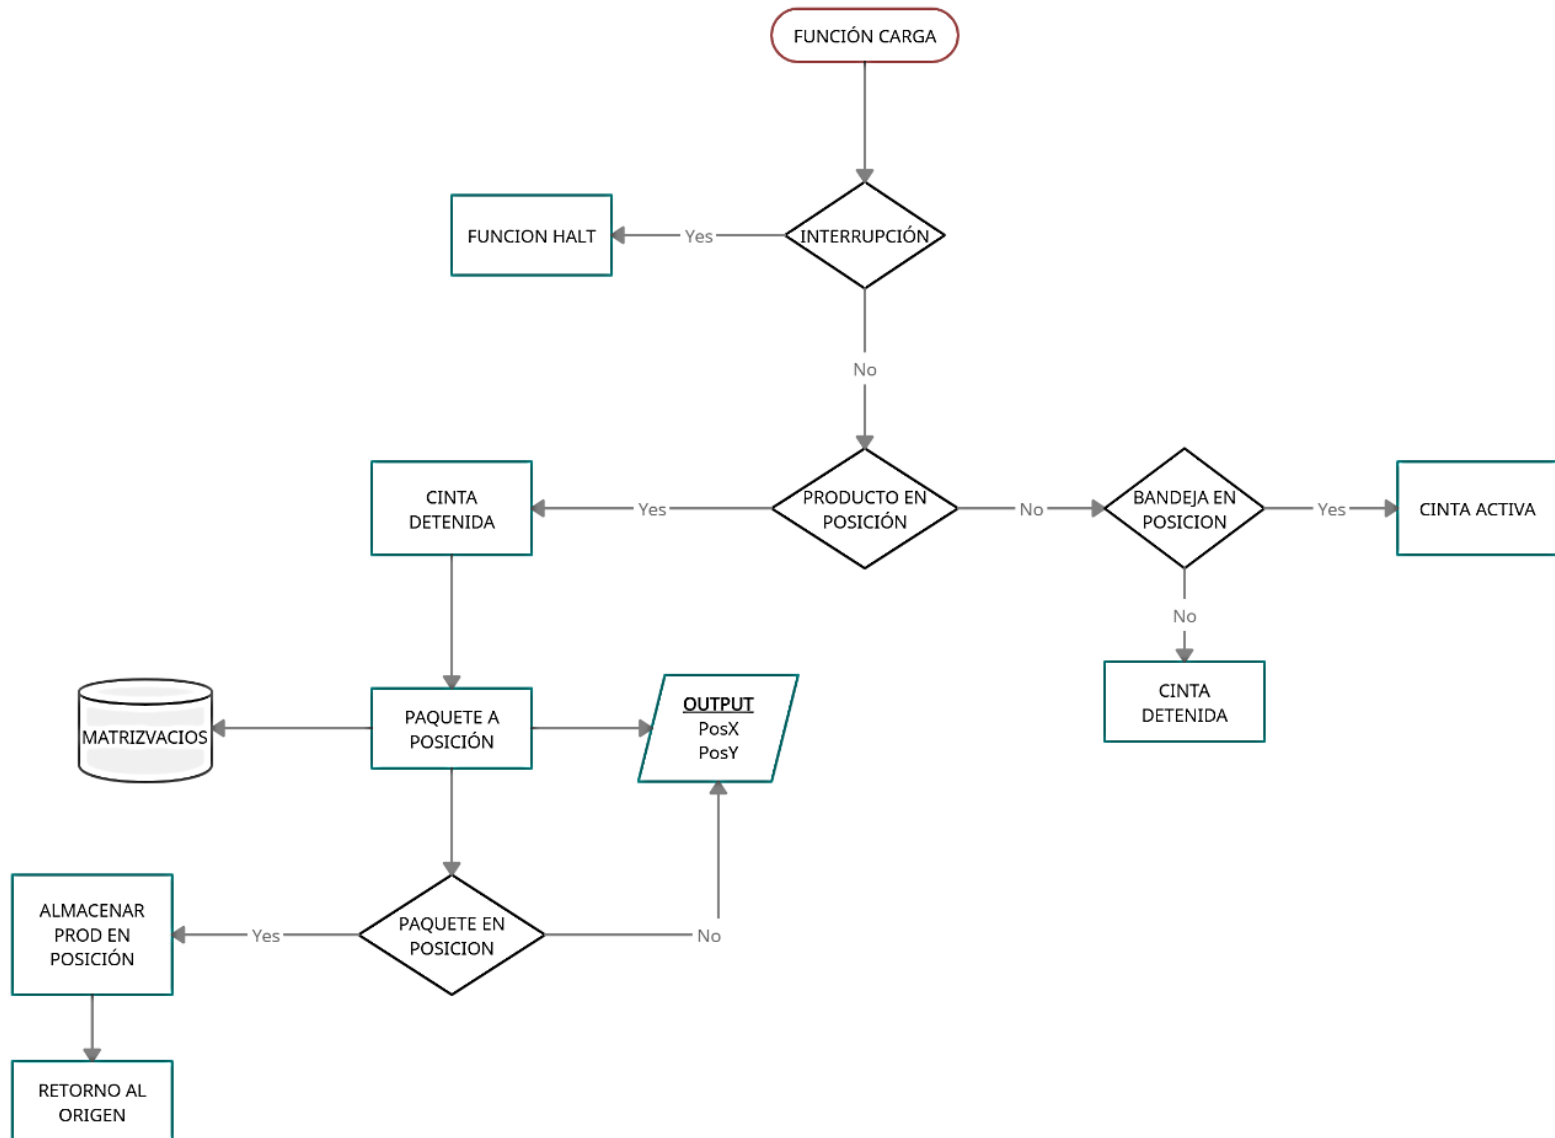 FUNCIÓN CARGA
FUNCION HALT
Yes
INTERRUPCIÓN
No
CINTA
DETENIDA
Yes
PRODUCTO EN
POSICIÓN
No
BANDEJA EN
POSICION
Yes
CINTA ACTIVA
No
CINTA
DETENIDA
MATRIZVACIOS
PAQUETE A
POSICIÓN
OUTPUT
PosX
PosY
ALMACENAR
PROD EN
POSICIÓN
Yes
PAQUETE EN
POSICION
No
RETORNO AL
ORIGEN